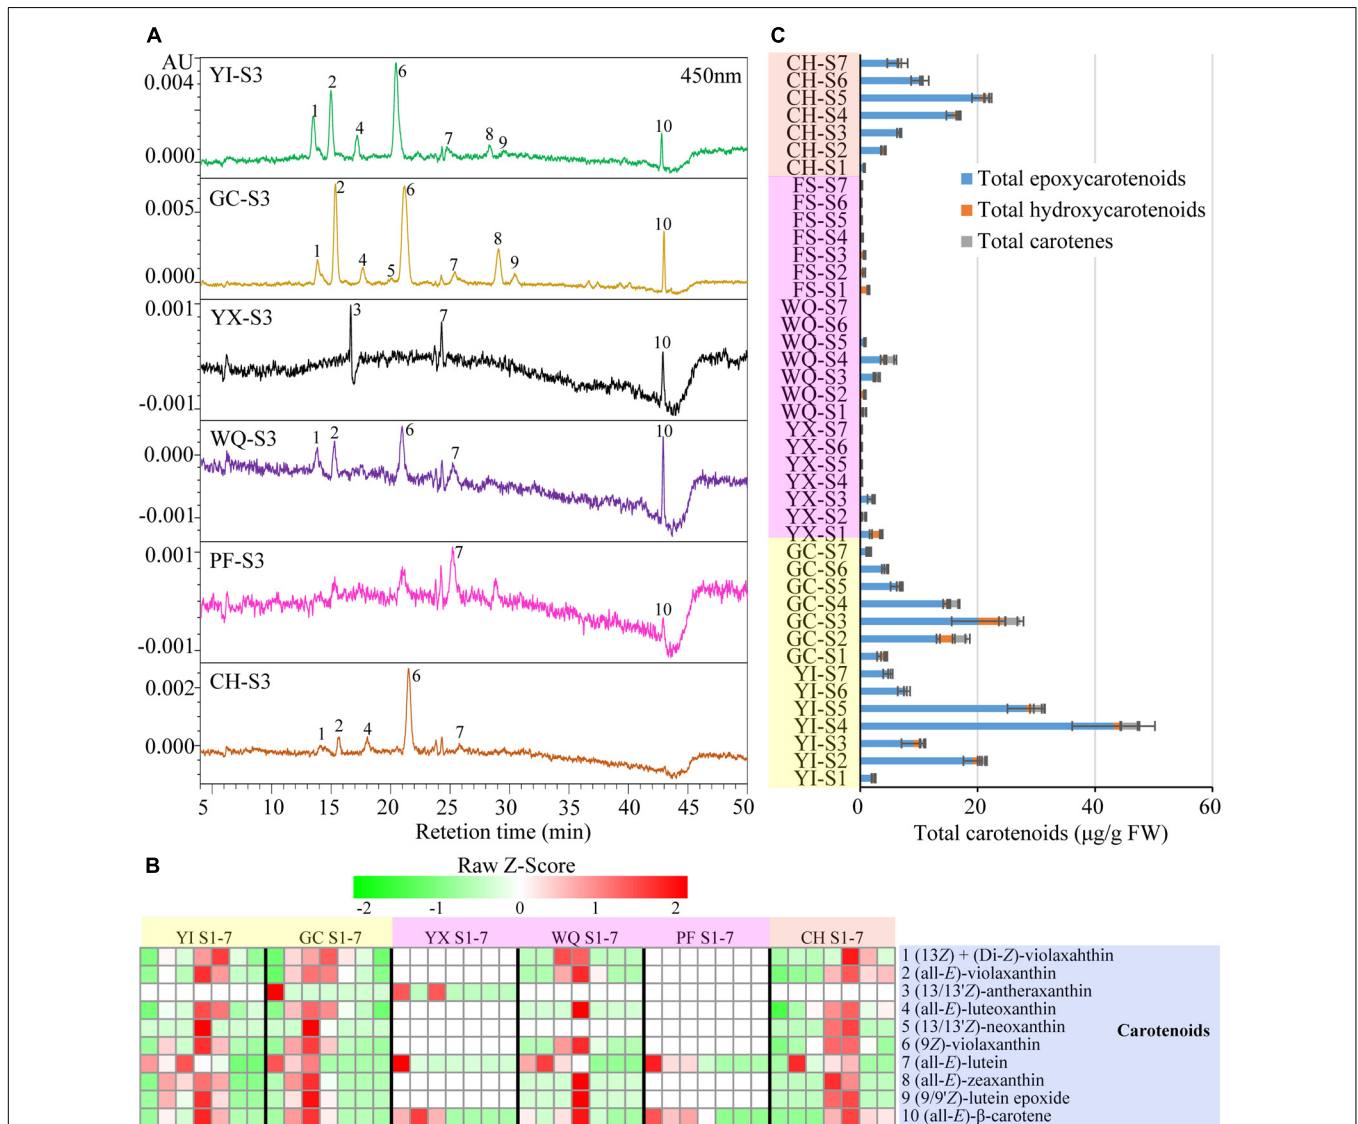 A
AU
0.004
0.000
YI-S3
450nm
1
2
4
6
7
8
9
10
0.005
0.000
GC-S3
1
2
4
5
6
7
8
9
10
0.001
-0.001
YX-S3
3
7
10
0.000
-0.001
WQ-S3
1
2
6
7
10
0.001
-0.001
PF-S3
7
10
0.002
0.000
CH-S3
1
2
4
6
7
5 10 15 20 25 30 35 40 45 50
Retetion time (min)
C
CH-S7
CH-S6
CH-S5
CH-S4
CH-S3
CH-S2
CH-S1
FS-S7
FS-S6
FS-S5
FS-S4
FS-S3
FS-S2
FS-S1
WQ-S7
WQ-S6
WQ-S5
WQ-S4
WQ-S3
WQ-S2
WQ-S1
YX-S7
YX-S6
YX-S5
YX-S4
YX-S3
YX-S2
YX-S1
GC-S7
GC-S6
GC-S5
GC-S4
GC-S3
GC-S2
GC-S1
YI-S7
YI-S6
YI-S5
YI-S4
YI-S3
YI-S2
YI-S1
Total epoxycarotenoids
Total hydroxycarotenoids
Total carotenes
0 20 40 60
Total carotenoids (μg/g FW)
B
Raw Z-Score
-2 -1 0 1 2
YI S1-7 GC S1-7 YX S1-7 WQ S1-7 PF S1-7 CH S1-7
1 (13Z) + (Di-Z)-violaxahthin
2 (all-E)-violaxanthin
3 (13/13'Z)-antheraxanthin
4 (all-E)-luteoxanthin
5 (13/13'Z)-neoxanthin
6 (9Z)-violaxanthin
7 (all-E)-lutein
8 (all-E)-zeaxanthin
9 (9/9'Z)-lutein epoxide
10 (all-E)-β-carotene
Carotenoids